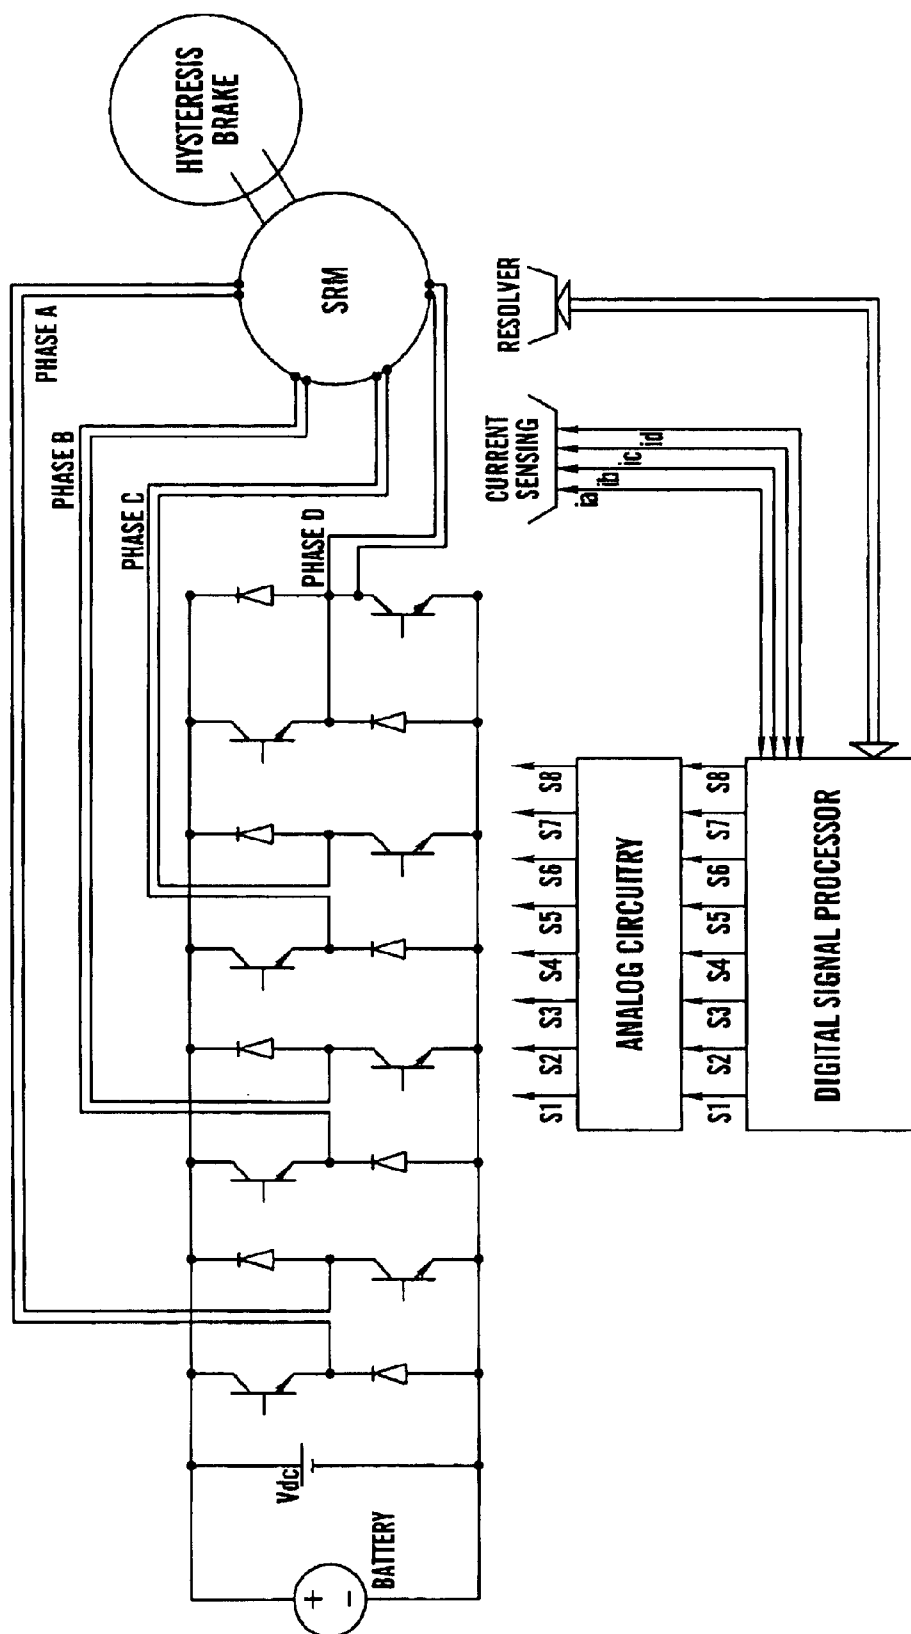 PHASE A
PHASE B
PHASE C
PHASE D
HYSTERESIS
BRAKE
SRM
Vdc
+
-
BATTERY
CURRENT
SENSING
RESOLVER
ia
ib
ic
id
S1 S2 S3 S4 S5 S6 S7 S8
ANALOG CIRCUITRY
S1 S2 S3 S4 S5 S6 S7 S8
DIGITAL SIGNAL PROCESSOR